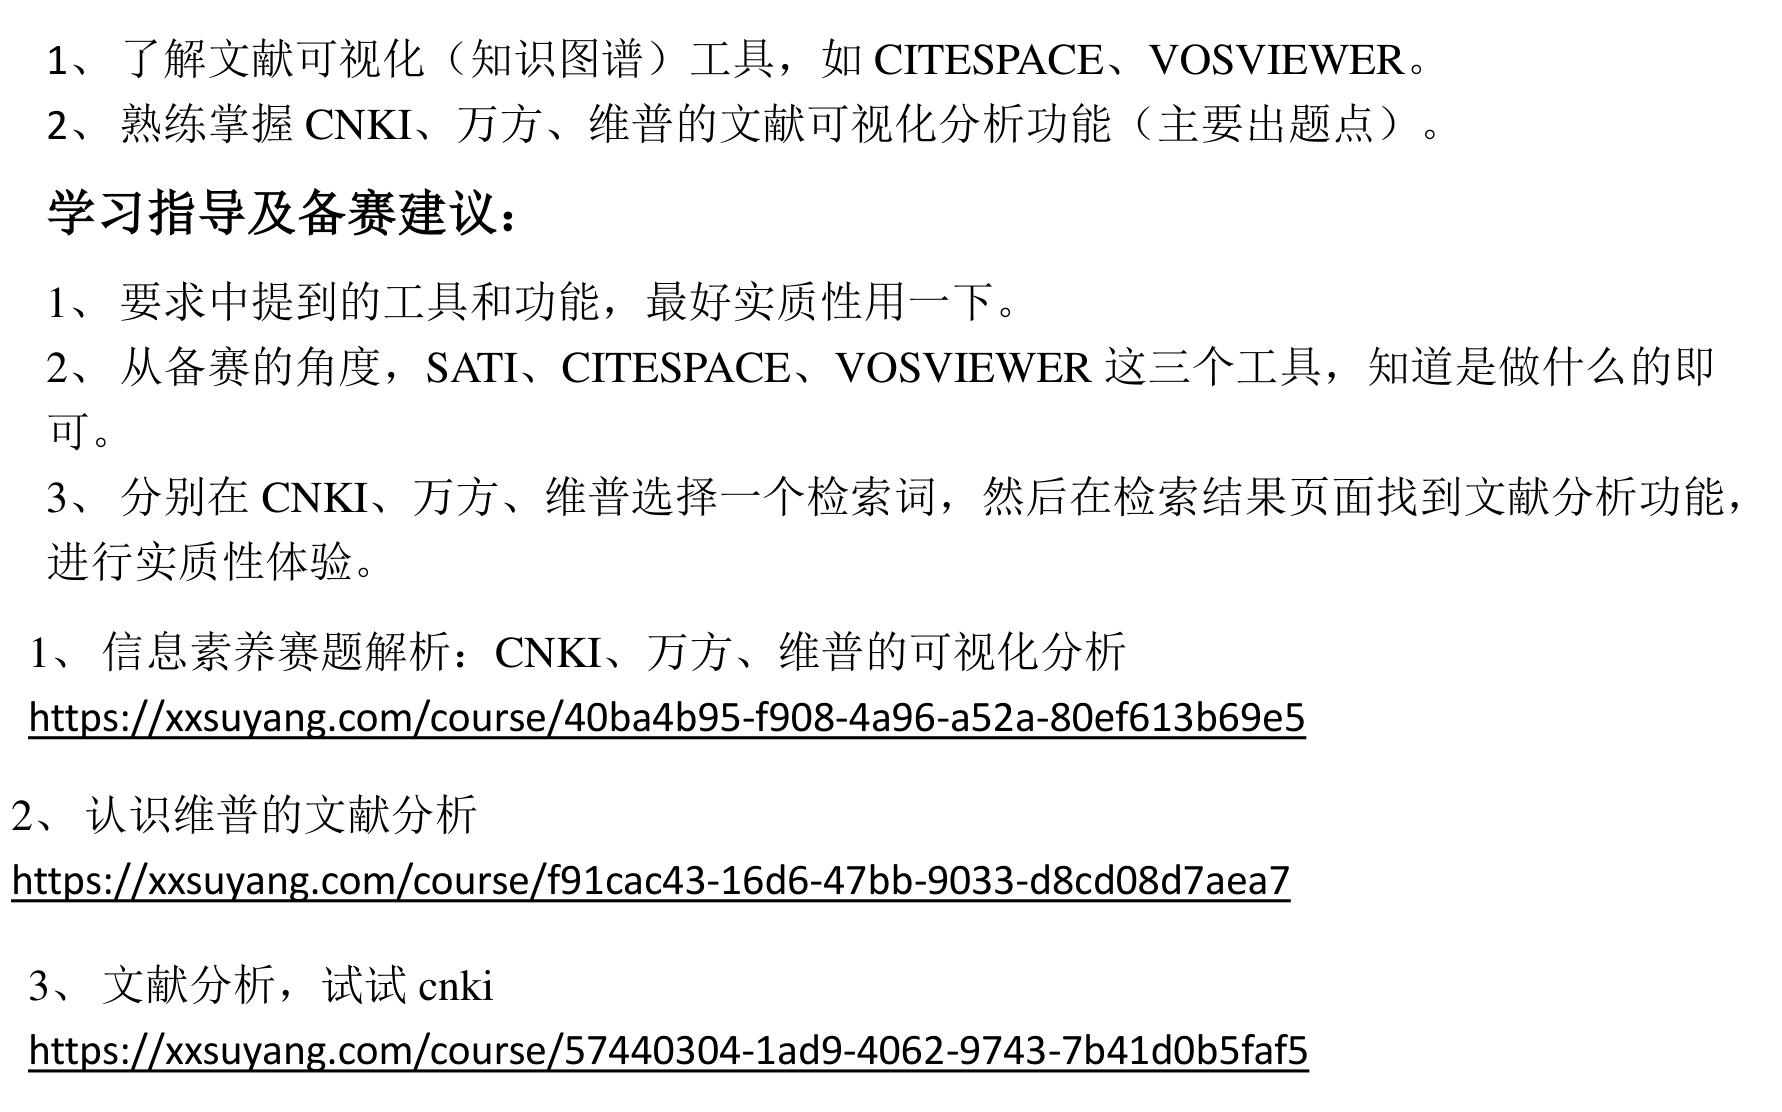 1、 了解文献可视化（知识图谱）工具，如 CITESPACE、VOSVIEWER。
2、 熟练掌握 CNKI、万方、维普的文献可视化分析功能（主要出题点）。
学习指导及备赛建议：
1、 要求中提到的工具和功能，最好实质性用一下。
2、 从备赛的角度，SATI、CITESPACE、VOSVIEWER 这三个工具，知道是做什么的即
可。
3、 分别在 CNKI、万方、维普选择一个检索词，然后在检索结果页面找到文献分析功能，
进行实质性体验。
1、 信息素养赛题解析：CNKI、万方、维普的可视化分析
https://xxsuyang.com/course/40ba4b95-f908-4a96-a52a-80ef613b69e5
2、 认识维普的文献分析
https://xxsuyang.com/course/f91cac43-16d6-47bb-9033-d8cd08d7aea7
3、 文献分析，试试 cnki
https://xxsuyang.com/course/57440304-1ad9-4062-9743-7b41d0b5faf5